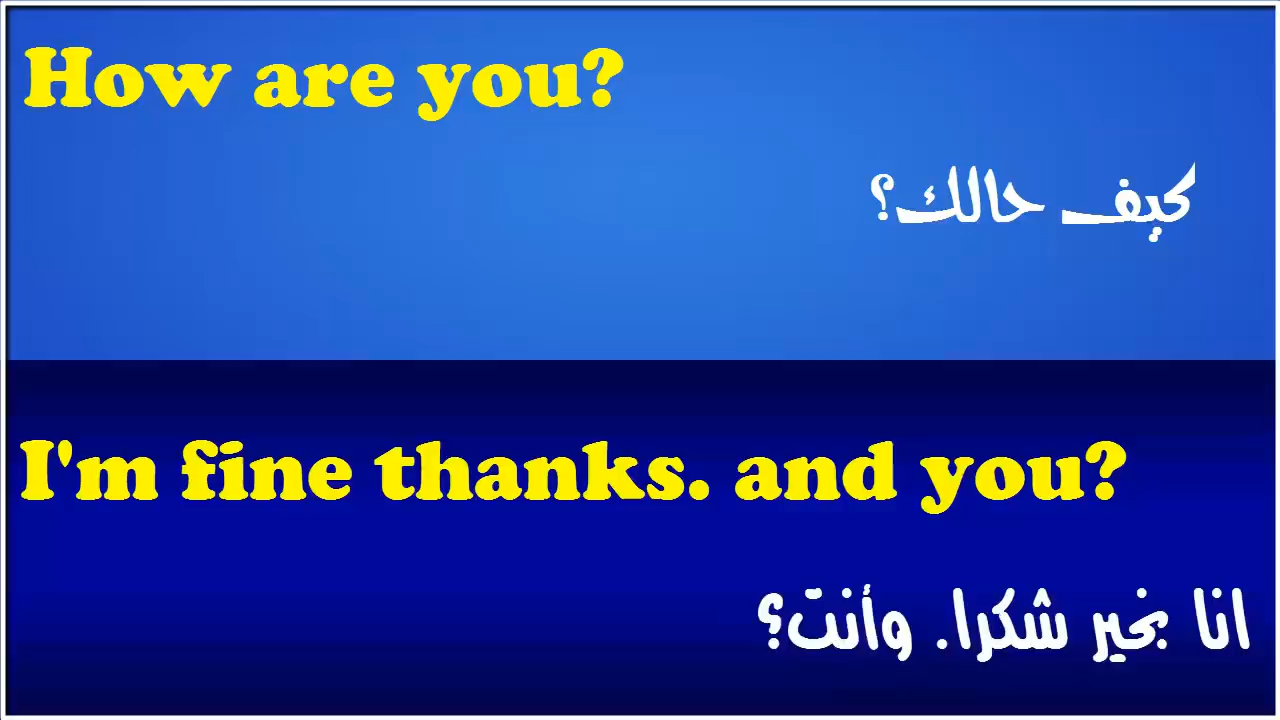 How are you?
كيف حالك؟
I'm fine thanks. and you?
انا بخير شكرا. وأنت؟